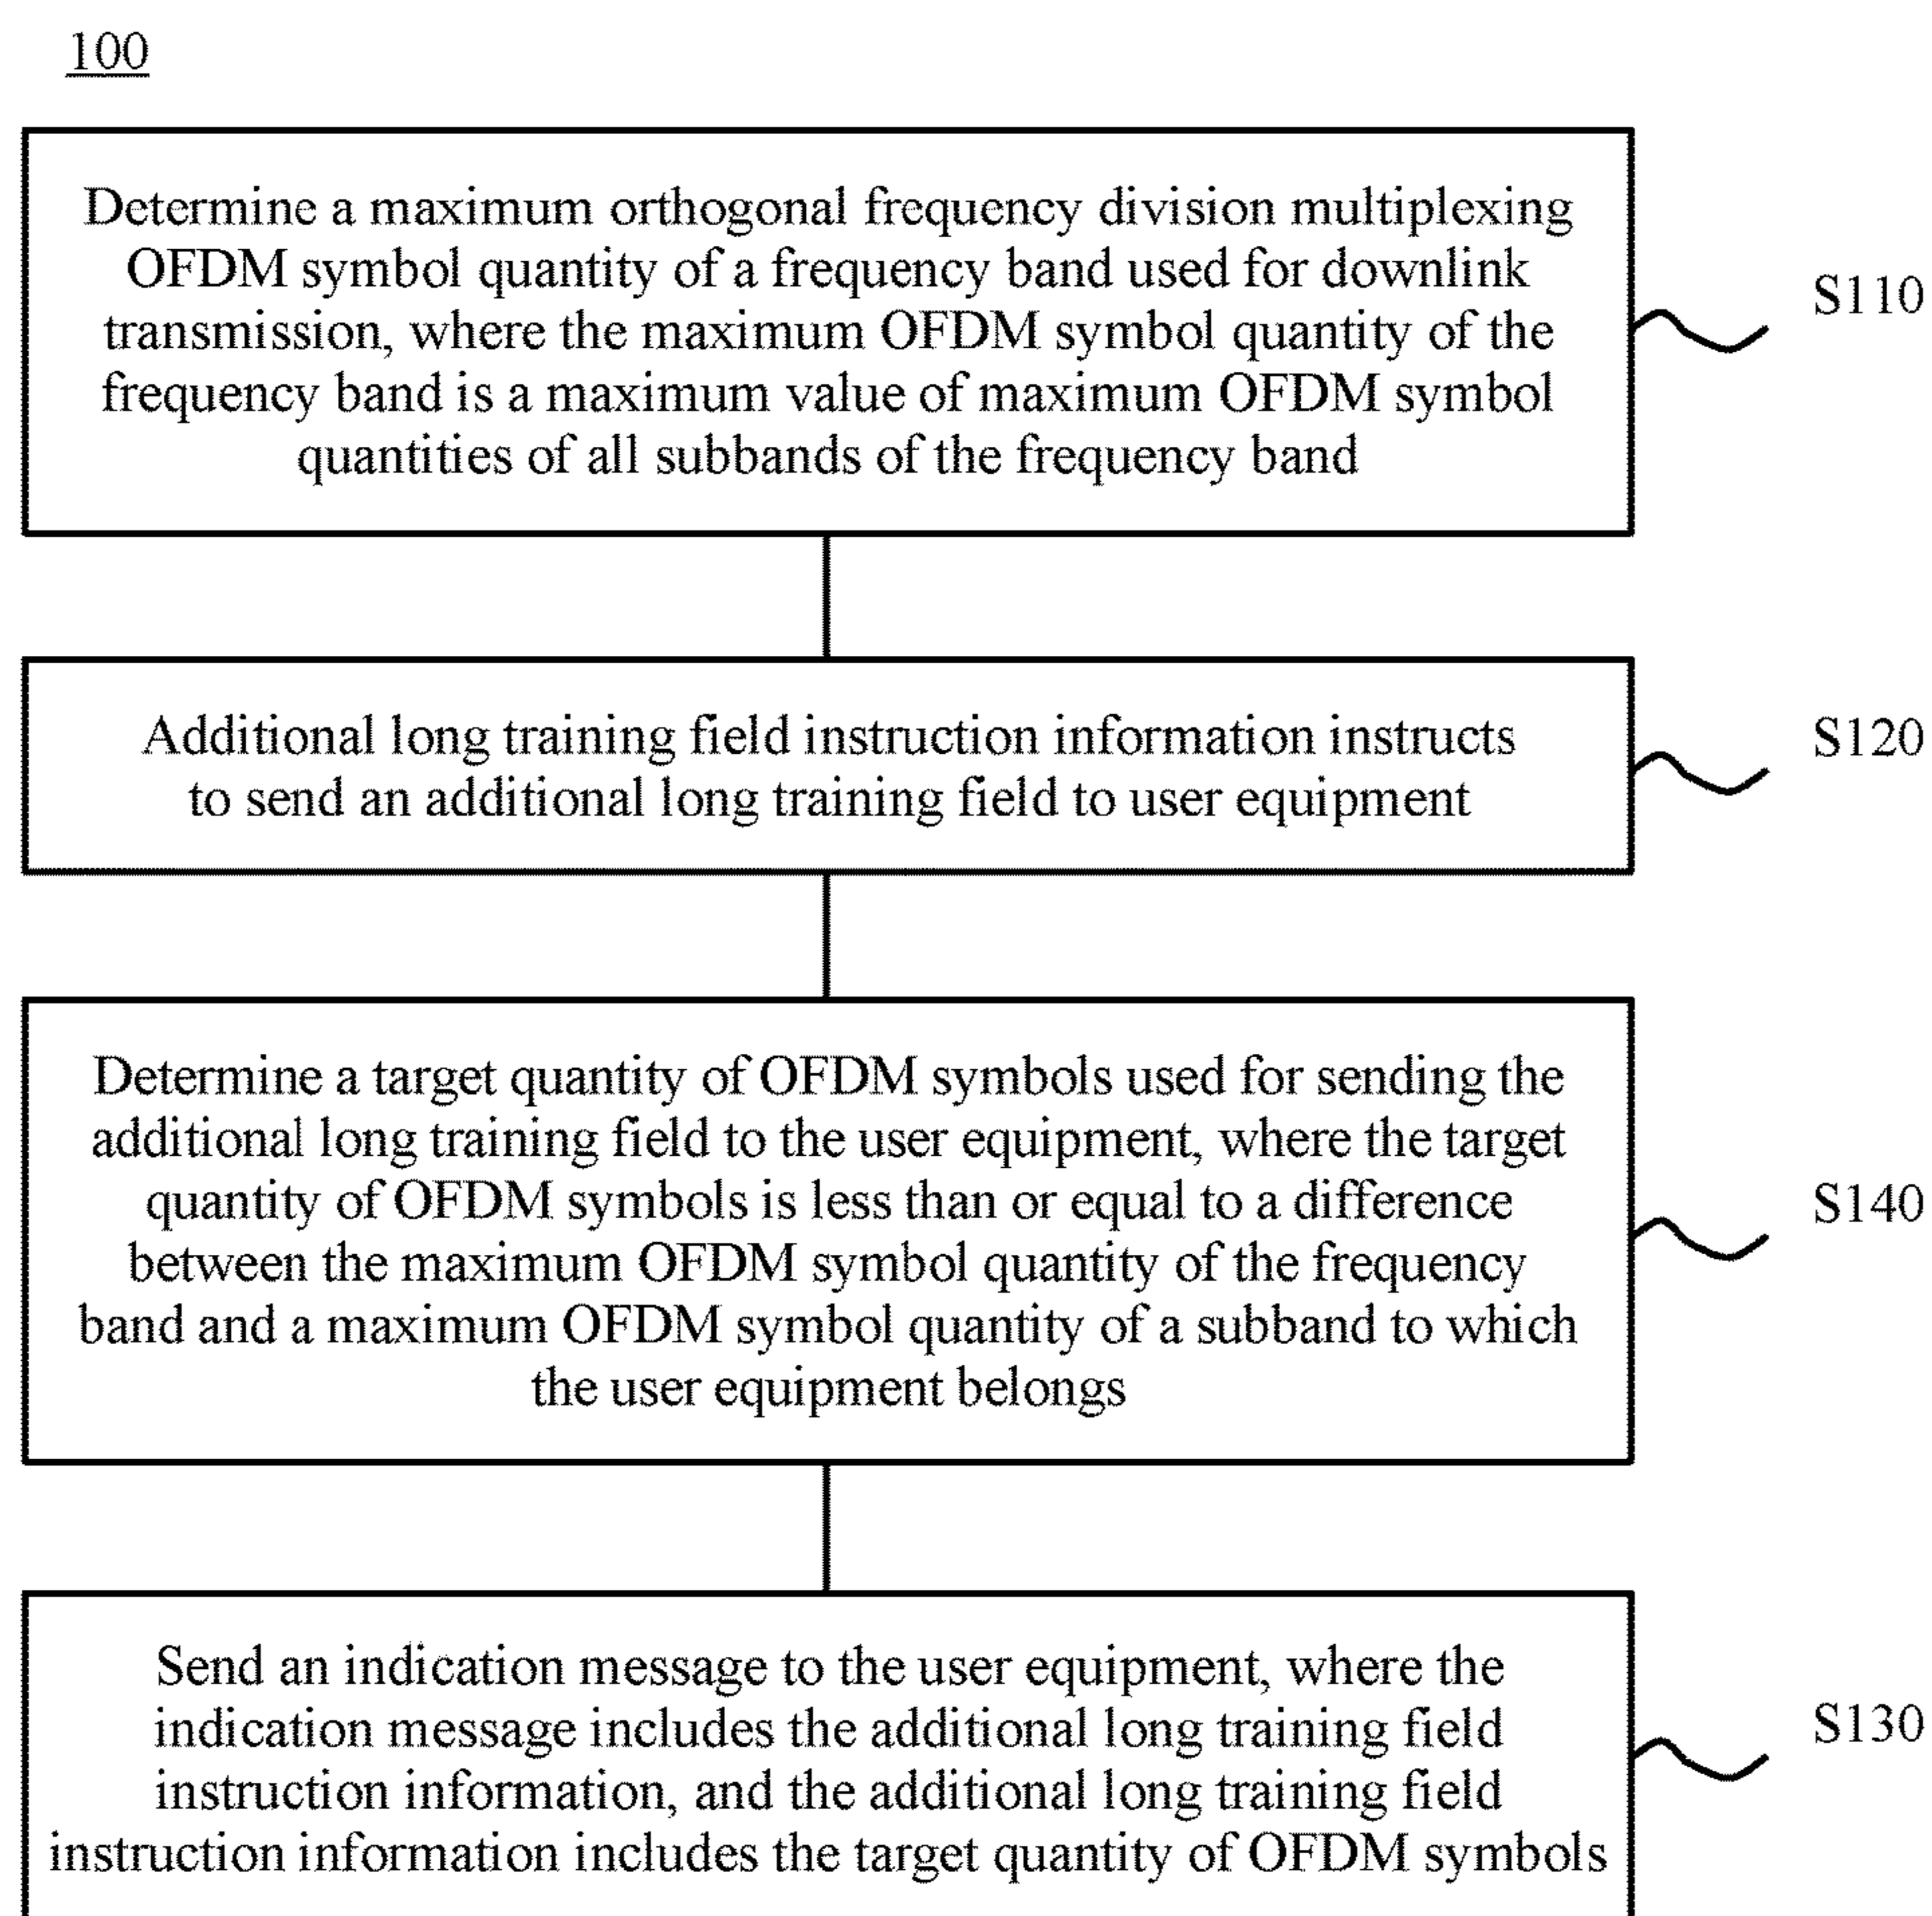 100
Determine a maximum orthogonal frequency division multiplexing
OFDM symbol quantity of a frequency band used for downlink
transmission, where the maximum OFDM symbol quantity of the
frequency band is a maximum value of maximum OFDM symbol
quantities of all subbands of the frequency band
S110
Additional long training field instruction information instructs
to send an additional long training field to user equipment
S120
Determine a target quantity of OFDM symbols used for sending the
additional long training field to the user equipment, where the target
quantity of OFDM symbols is less than or equal to a difference
between the maximum OFDM symbol quantity of the frequency
band and a maximum OFDM symbol quantity of a subband to which
the user equipment belongs
S140
Send an indication message to the user equipment, where the
indication message includes the additional long training field
instruction information, and the additional long training field
instruction information includes the target quantity of OFDM symbols
S130